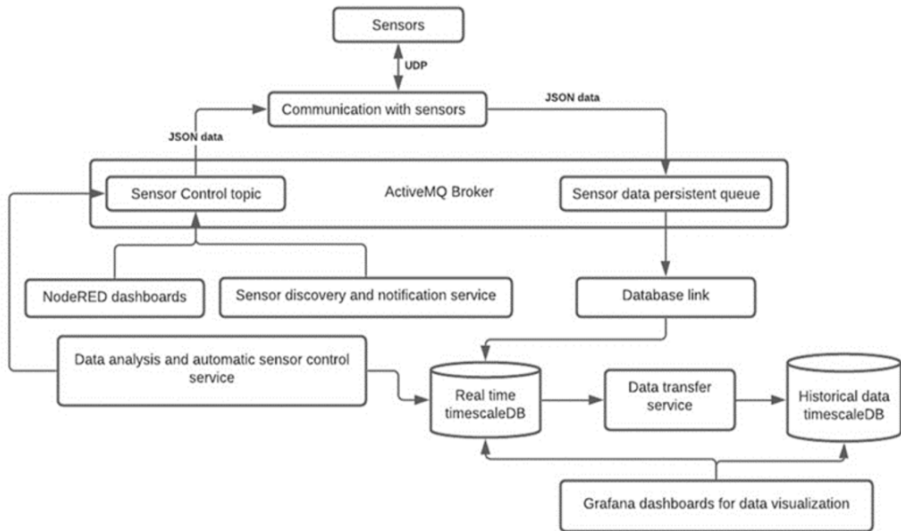 Sensors
UDP
Communication with sensors
JSON data
JSON data
Sensor Control topic
ActiveMQ Broker
Sensor data persistent queue
NodeRED dashboards
Sensor discovery and notification service
Database link
Data analysis and automatic sensor control
service
Real time
timescaleDB
Data transfer
service
Historical data
timescaleDB
Grafana dashboards for data visualization